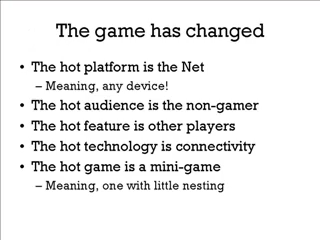 The game has changed
• The hot platform is the Net
– Meaning, any device!
• The hot audience is the non-gamer
• The hot feature is other players
• The hot technology is connectivity
• The hot game is a mini-game
– Meaning, one with little nesting